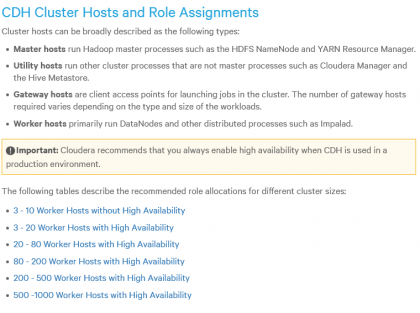 CDH Cluster Hosts and Role Assignments
Cluster hosts can be broadly described as the following types:
• Master hosts run Hadoop master processes such as the HDFS NameNode and YARN Resource Manager.
• Utility hosts run other cluster processes that are not master processes such as Cloudera Manager and
the Hive Metastore.
• Gateway hosts are client access points for launching jobs in the cluster. The number of gateway hosts
required varies depending on the type and size of the workloads.
• Worker hosts primarily run DataNodes and other distributed processes such as Impalad.
Important: Cloudera recommends that you always enable high availability when CDH is used in a
production environment.
The following tables describe the recommended role allocations for different cluster sizes:
• 3 - 10 Worker Hosts without High Availability
• 3 - 20 Worker Hosts with High Availability
• 20 - 80 Worker Hosts with High Availability
• 80 - 200 Worker Hosts with High Availability
• 200 - 500 Worker Hosts with High Availability
• 500 -1000 Worker Hosts with High Availability